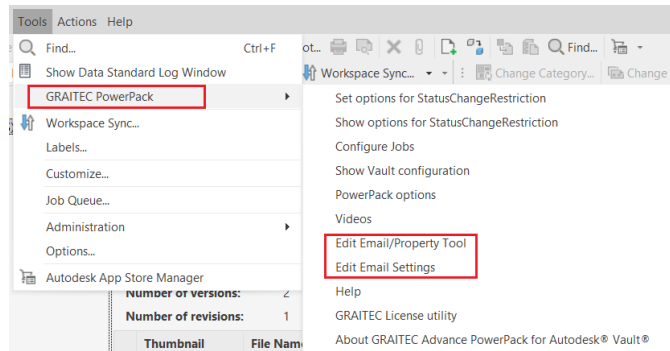 Tools Actions Help
Find... Ctrl+F
Show Data Standard Log Window
GRAITEC PowerPack
Workspace Sync...
Labels...
Customize...
Job Queue...
Administration
Options...
Autodesk App Store Manager
ot... Find...
Workspace Sync... Change Category... Change
Set options for StatusChangeRestriction
Show options for StatusChangeRestriction
Configure Jobs
Show Vault configuration
PowerPack options
Videos
Edit Email/Property Tool
Edit Email Settings
Help
GRAITEC License utility
About GRAITEC Advance PowerPack for Autodesk® Vault®
Number of versions: 2
Number of revisions: 1
Thumbnail File Nam